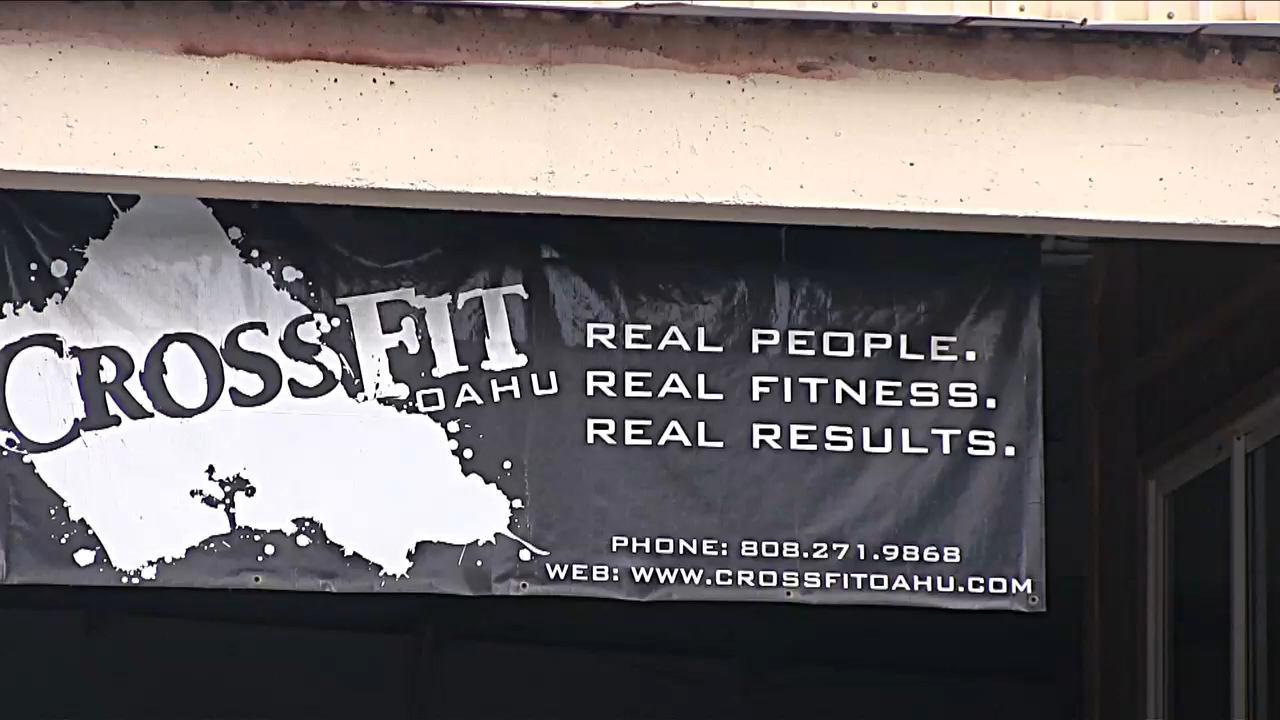 CROSSFIT
OAHU
REAL PEOPLE.
REAL FITNESS.
REAL RESULTS.
PHONE: 808.271.9868
WEB: WWW.CROSSFITOAHU.COM